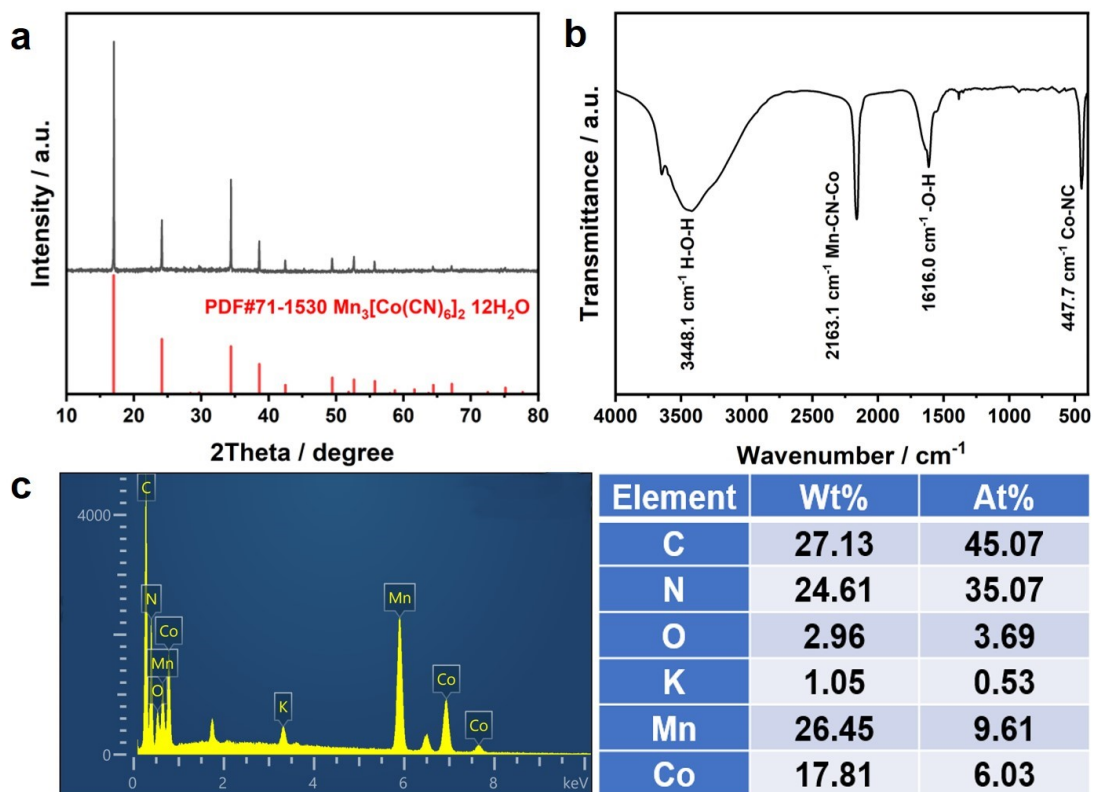 a
Intensity / a.u.
PDF#71-1530 Mn₃[Co(CN)₆]₂ 12H₂O
10 20 30 40 50 60 70 80
2Theta / degree
b
Transmittance / a.u.
3448.1 cm⁻¹ H-O-H
2163.1 cm⁻¹ Mn-CN-Co
1616.0 cm⁻¹ -O-H
447.7 cm⁻¹ Co-NC
4000 3500 3000 2500 2000 1500 1000 500
Wavenumber / cm⁻¹
c
4000
0
C
N
Co
Mn
O
K
Mn
Co
Co
0 2 4 6 8 keV
Element Wt% At%
C 27.13 45.07
N 24.61 35.07
O 2.96 3.69
K 1.05 0.53
Mn 26.45 9.61
Co 17.81 6.03